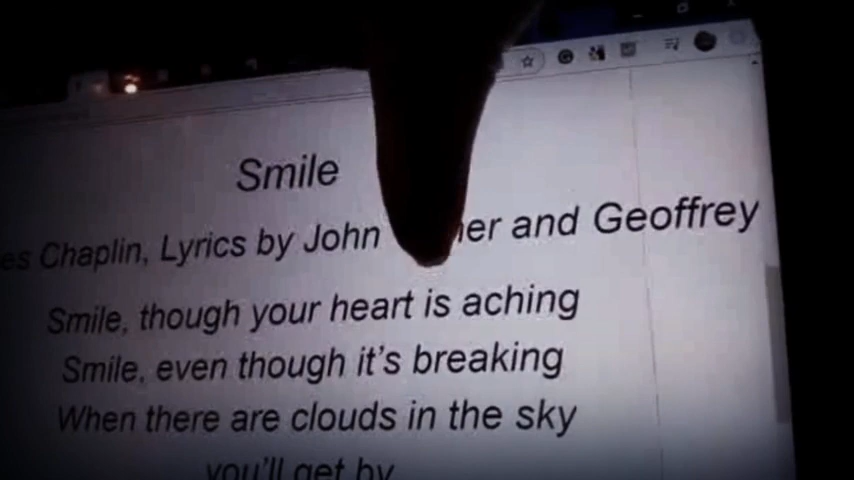 Smile
es Chaplin, Lyrics by John er and Geoffrey
Smile, though your heart is aching
Smile, even though it's breaking
When there are clouds in the sky
you'll get by